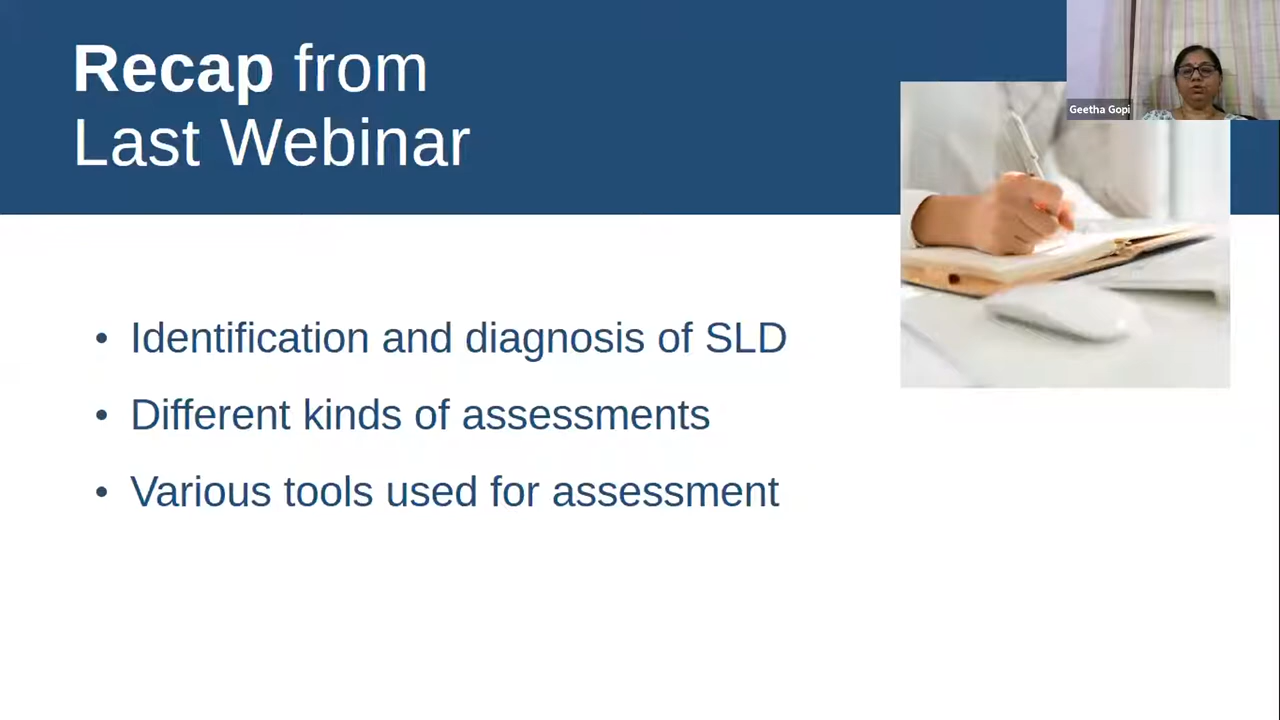 Recap from
Last Webinar
Geetha Gopi
• Identification and diagnosis of SLD
• Different kinds of assessments
• Various tools used for assessment